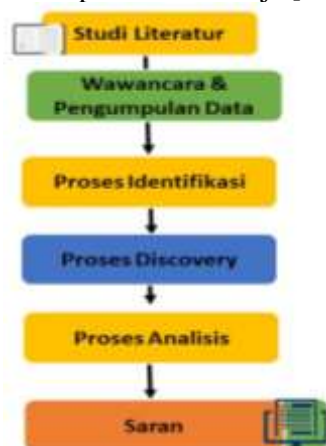 Studi Literatur
Wawancara &
Pengumpulan Data
Proses Identifikasi
Proses Discovery
Proses Analisis
Saran